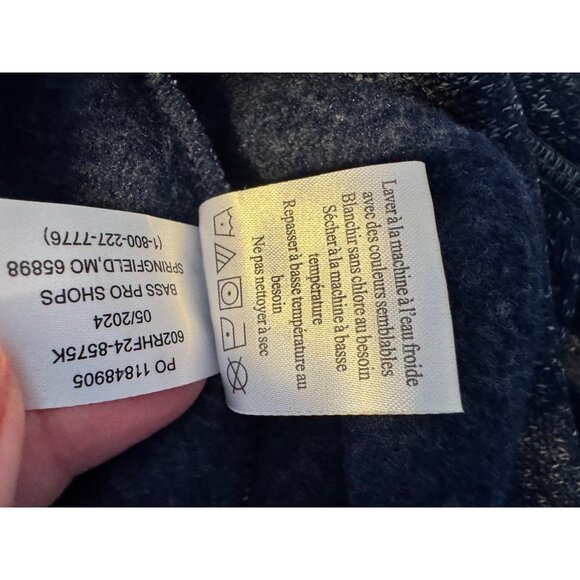 Laver à la machine à l'eau froide
avec des couleurs semblables
Blanchir sans chlore au besoin
Sécher à la machine à basse
température
Repasser à basse température au
besoin
Ne pas nettoyer à sec
PO 11848905
602RHF24-8575K
05/2024
BASS PRO SHOPS
SPRINGFIELD,MO 65898
(1-800-227-7776)